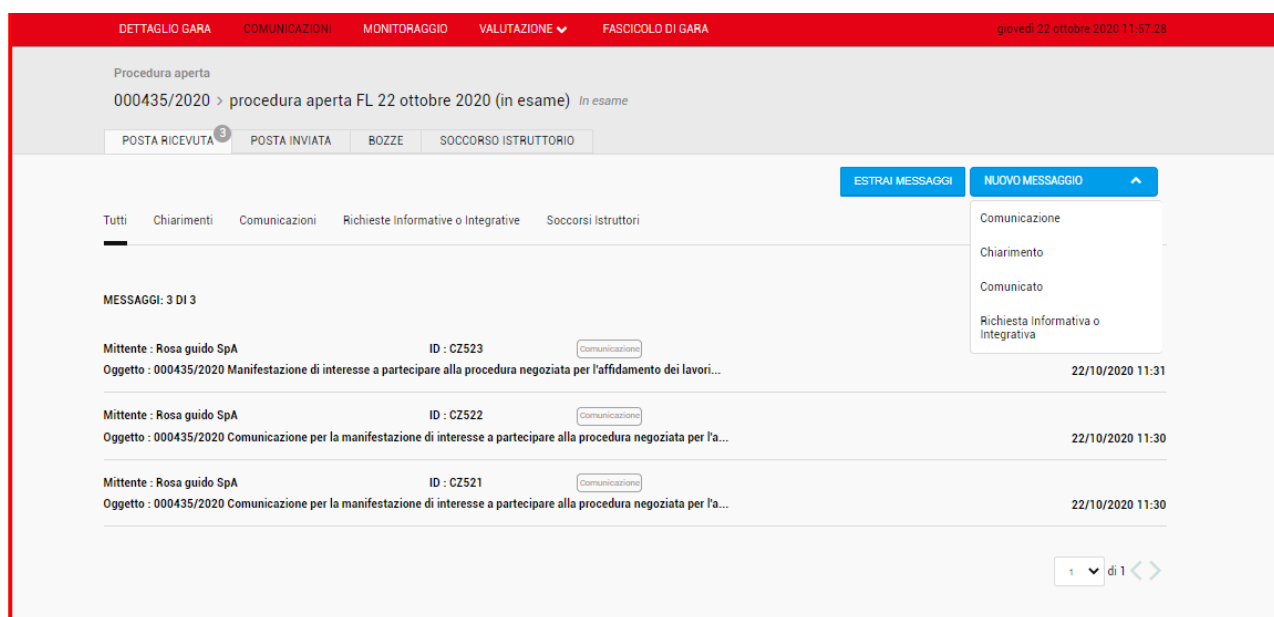 DETTAGLIO GARA COMUNICAZIONI MONITORAGGIO VALUTAZIONE FASCICOLO DI GARA giovedì 22 ottobre 2020 11:57:28
Procedura aperta
000435/2020 > procedura aperta FL 22 ottobre 2020 (in esame) In esame
POSTA RICEVUTA 3 POSTA INVIATA BOZZE SOCCORSO ISTRUTTORIO
ESTRAI MESSAGGI NUOVO MESSAGGIO
Tutti Chiarimenti Comunicazioni Richieste Informative o Integrative Soccorsi Istruttori
Comunicazione
Chiarimento
Comunicato
Richiesta Informativa o
Integrativa
MESSAGGI: 3 DI 3
Mittente : Rosa guido SpA ID : CZ523 Comunicazione
Oggetto : 000435/2020 Manifestazione di interesse a partecipare alla procedura negoziata per l'affidamento dei lavori... 22/10/2020 11:31
Mittente : Rosa guido SpA ID : CZ522 Comunicazione
Oggetto : 000435/2020 Comunicazione per la manifestazione di interesse a partecipare alla procedura negoziata per l'a... 22/10/2020 11:30
Mittente : Rosa guido SpA ID : CZ521 Comunicazione
Oggetto : 000435/2020 Comunicazione per la manifestazione di interesse a partecipare alla procedura negoziata per l'a... 22/10/2020 11:30
1 di 1